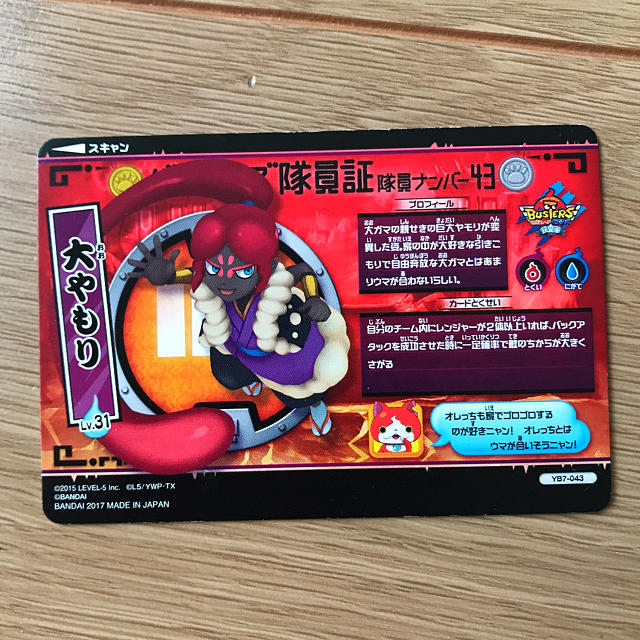 スキャン
隊員証 隊員ナンバー 43
プロフィール
大ガマの親せきの巨大ヤモリが変
異した姿。家の中が大好きな引きこ
もりで自由奔放な大ガマとはあま
りウマが合わないらしい。
BUSTERS
とくい
にがて
カードとくせい
自分のチーム内にレンジャーが2体以上いれば、バックア
タックを成功させた時に一定確率で敵のちからが大きく
さがる
大やもり
おお
Lv.31
オレっちも家でゴロゴロする
のが好きニャン! オレっちとは
ウマが合いそうニャン!
YB7-043
©2015 LEVEL-5 Inc. ©L5/YWP・TX
©BANDAI
BANDAI 2017 MADE IN JAPAN